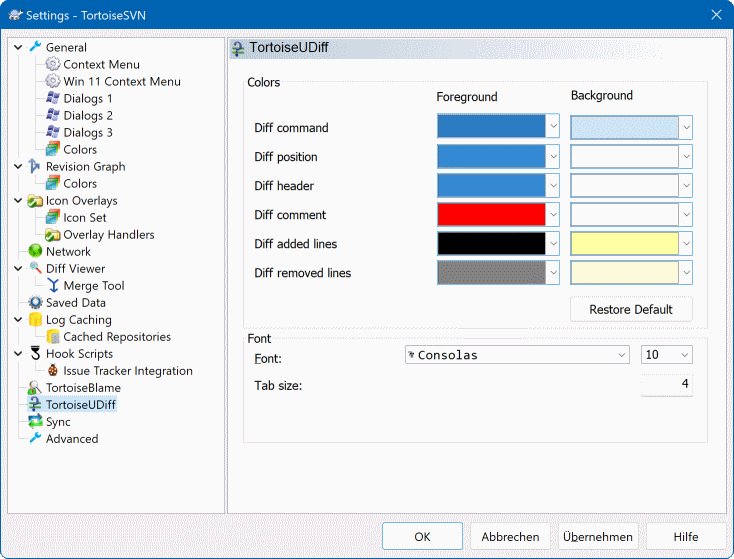 Settings - TortoiseSVN
General
Context Menu
Win 11 Context Menu
Dialogs 1
Dialogs 2
Dialogs 3
Colors
Revision Graph
Colors
Icon Overlays
Icon Set
Overlay Handlers
Network
Diff Viewer
Merge Tool
Saved Data
Log Caching
Cached Repositories
Hook Scripts
Issue Tracker Integration
TortoiseBlame
TortoiseUDiff
Sync
Advanced
TortoiseUDiff
Colors
Foreground Background
Diff command
Diff position
Diff header
Diff comment
Diff added lines
Diff removed lines
Restore Default
Font
Font: Consolas 10
Tab size: 4
OK Abbrechen Übernehmen Hilfe